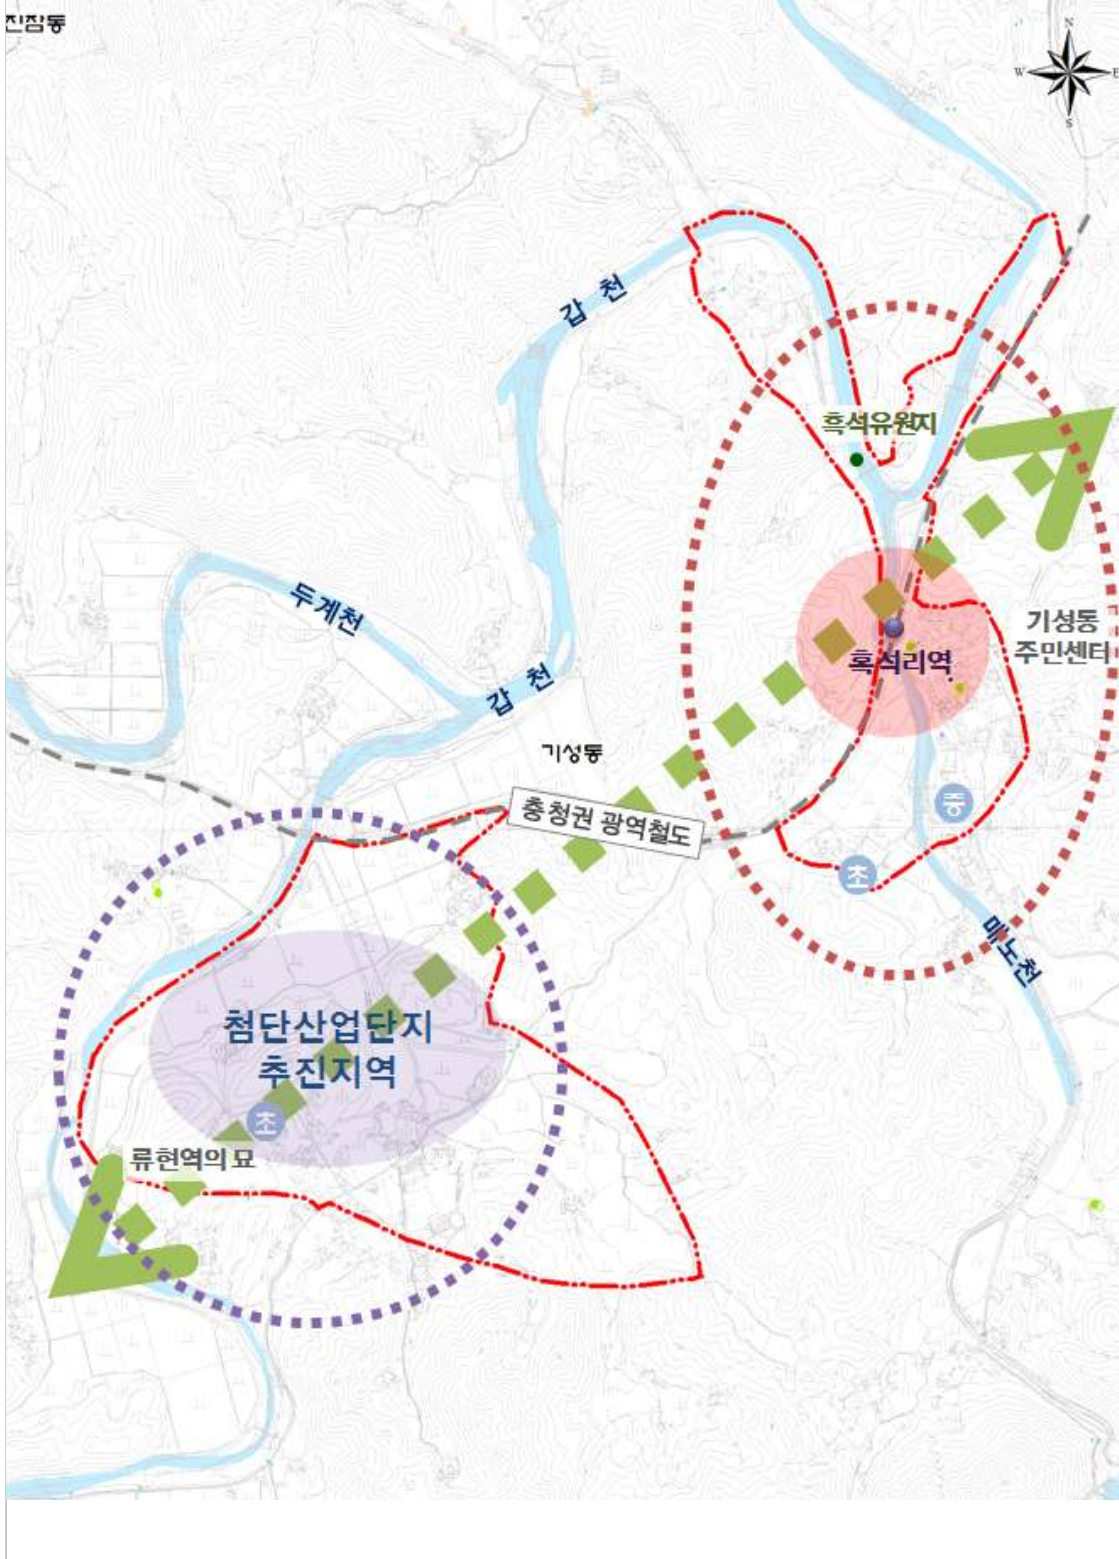 진잠동
N
W
E
S
갑 천
흑석유원지
두계천
기성동
주민센터
흑석리역
갑 천
기성동
충청권 광역철도
중
초
매노천
첨단산업단지
추진지역
초
류현역의 묘